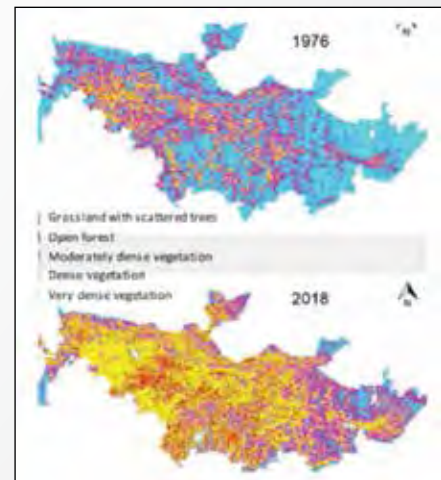 1976
N
Grassland with scattered trees
Open forest
Moderately dense vegetation
Dense vegetation
Very dense vegetation
2018
N